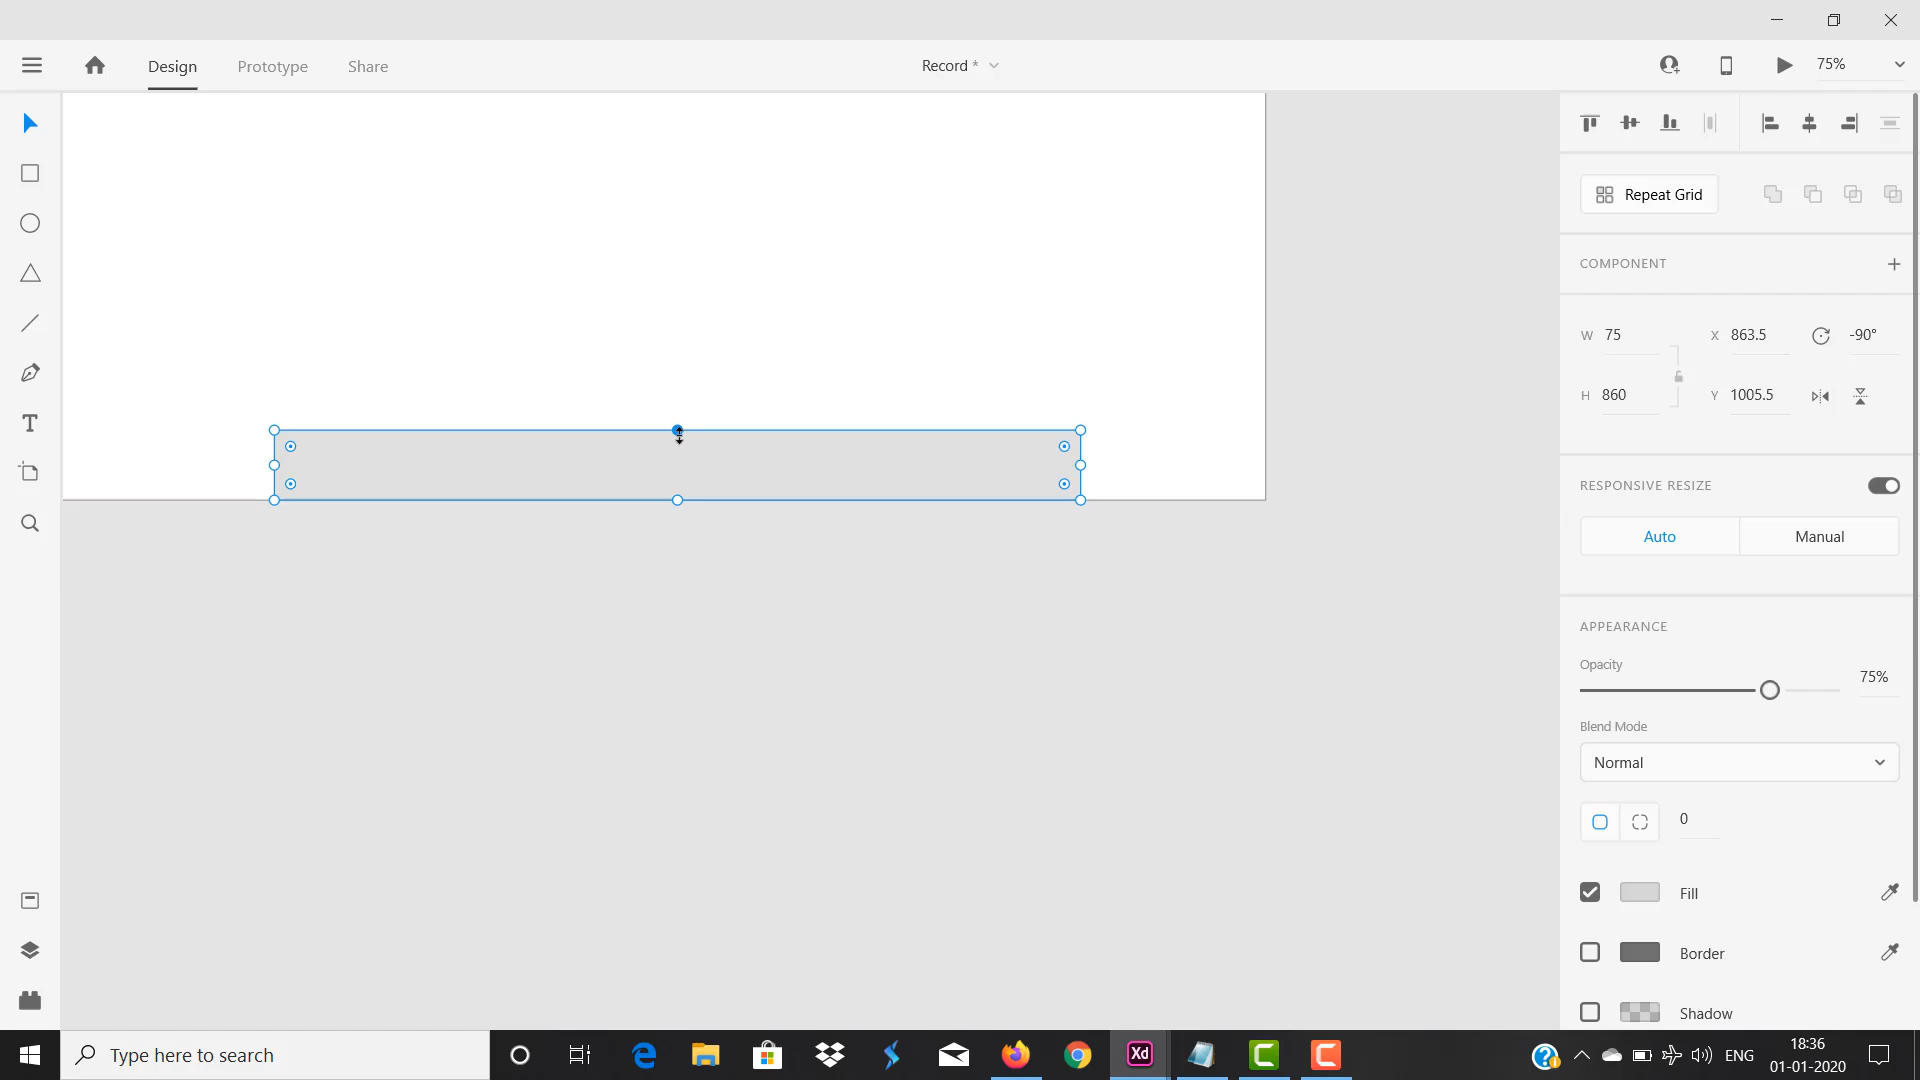 Design Prototype Share Record * 75%
Repeat Grid
COMPONENT
W 75 X 863.5 -90°
H 860 Y 1005.5
RESPONSIVE RESIZE
Auto Manual
APPEARANCE
Opacity
75%
Blend Mode
Normal
0
Fill
Border
Shadow
T
Type here to search
Xd
ENG
18:36
01-01-2020